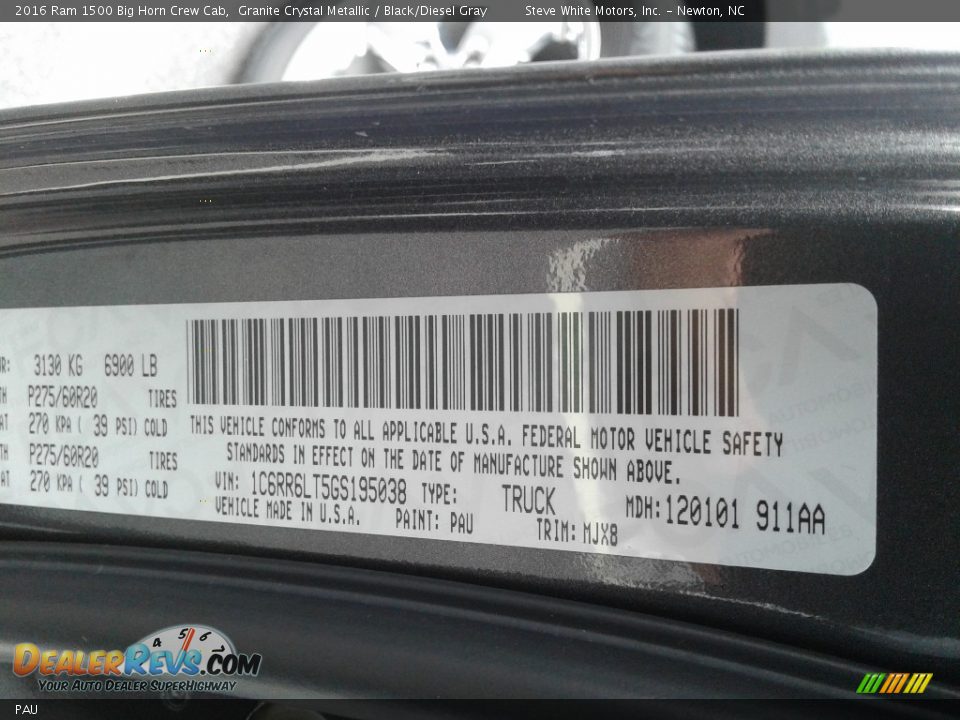 2016 Ram 1500 Big Horn Crew Cab, Granite Crystal Metallic / Black/Diesel Gray Steve White Motors, Inc. - Newton, NC
3130 KG 6900 LB
P275/60R20 TIRES
270 KPA ( 39 PSI) COLD
P275/60R20 TIRES
270 KPA ( 39 PSI) COLD
THIS VEHICLE CONFORMS TO ALL APPLICABLE U.S.A. FEDERAL MOTOR VEHICLE SAFETY
STANDARDS IN EFFECT ON THE DATE OF MANUFACTURE SHOWN ABOVE.
VIN: 1C6RR6LT5GS195038 TYPE: TRUCK MDH: 120101 911AA
VEHICLE MADE IN U.S.A. PAINT: PAU TRIM: MJX8
4 5 6
DEALERREVS.COM
YOUR AUTO DEALER SUPERHIGHWAY
PAU